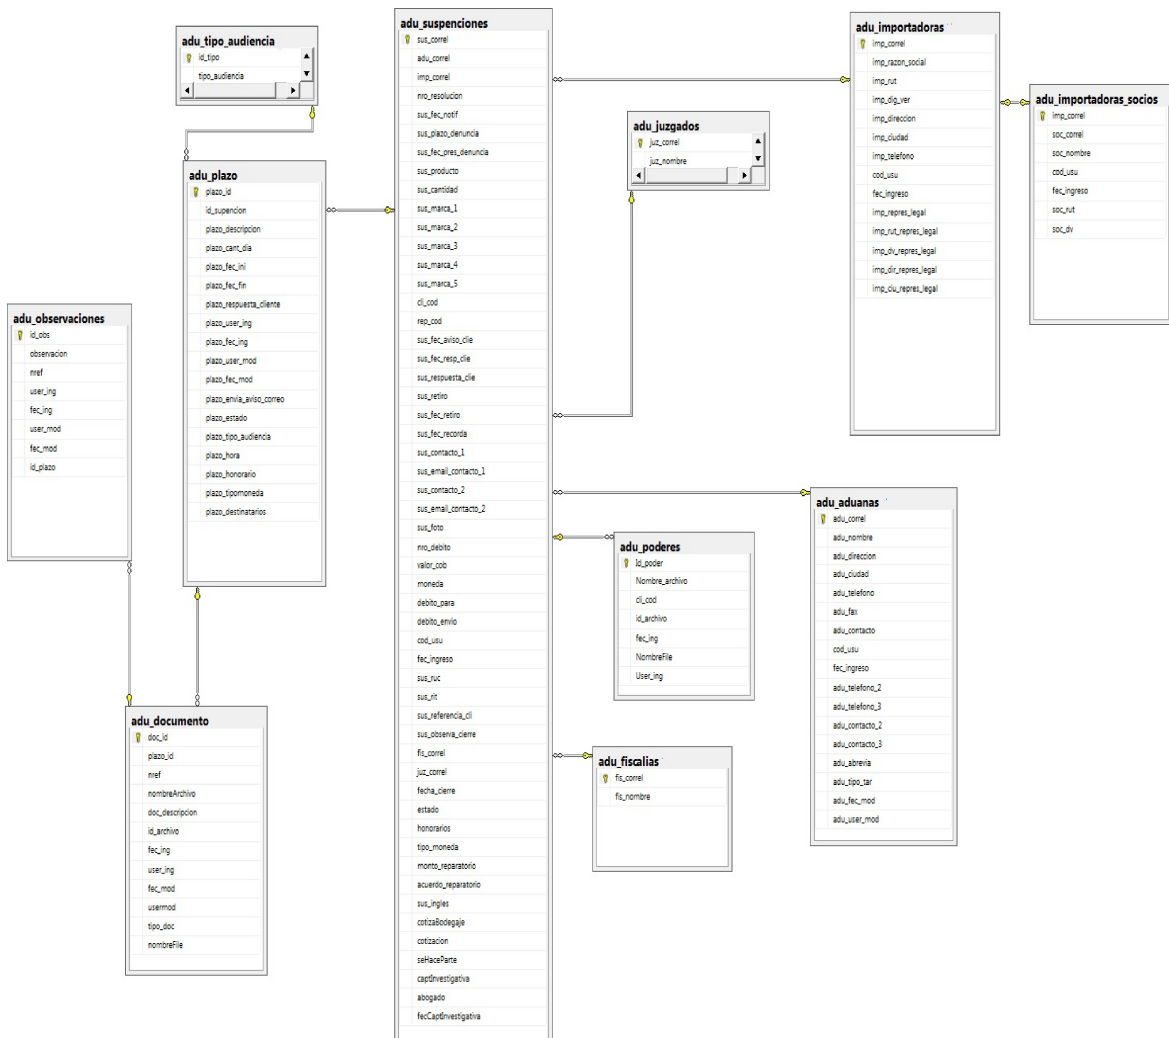 adu_tipo_audiencia
id_tipo
tipo_audiencia
adu_plazo
plazo_id
id_supencion
plazo_descripcion
plazo_cant_dia
plazo_fec_ini
plazo_fec_fin
plazo_respuesta_cliente
plazo_user_ing
plazo_fec_ing
plazo_user_mod
plazo_fec_mod
plazo_envia_aviso_correo
plazo_estado
plazo_tipo_audiencia
plazo_hora
plazo_honorario
plazo_tipomoneda
plazo_destinatarios
adu_observaciones
id_obs
observacion
nref
user_ing
fec_ing
user_mod
fec_mod
id_plazo
adu_documento
doc_id
plazo_id
nref
nombreArchivo
doc_descripcion
id_archivo
fec_ing
user_ing
fec_mod
usermod
tipo_doc
nombreFile
adu_suspenciones
sus_correl
adu_correl
imp_correl
nro_resolucion
sus_fec_notif
sus_plazo_denuncia
sus_fec_pres_denuncia
sus_producto
sus_cantidad
sus_marca_1
sus_marca_2
sus_marca_3
sus_marca_4
sus_marca_5
cli_cod
rep_cod
sus_fec_aviso_clie
sus_fec_resp_clie
sus_respuesta_clie
sus_retiro
sus_fec_retiro
sus_fec_recorda
sus_contacto_1
sus_email_contacto_1
sus_contacto_2
sus_email_contacto_2
sus_foto
nro_debito
valor_cob
moneda
debito_para
debito_envio
cod_usu
fec_ingreso
sus_ruc
sus_rit
sus_referencia_cli
sus_observa_cierre
fis_correl
juz_correl
fecha_cierre
estado
honorarios
tipo_moneda
monto_reparatorio
acuerdo_reparatorio
sus_ingles
cotizaBodegaje
cotizacion
seHaceParte
captInvestigativa
abogado
fecCaptInvestigativa
adu_juzgados
juz_correl
juz_nombre
adu_poderes
Id_poder
Nombre_archivo
cli_cod
id_archivo
fec_ing
NombreFile
User_ing
adu_fiscalias
fis_correl
fis_nombre
adu_importadoras
imp_correl
imp_razon_social
imp_rut
imp_dig_ver
imp_direccion
imp_ciudad
imp_telefono
cod_usu
fec_ingreso
imp_repres_legal
imp_rut_repres_legal
imp_dv_repres_legal
imp_dir_repres_legal
imp_ciu_repres_legal
adu_importadoras_socios
imp_correl
soc_correl
soc_nombre
cod_usu
fec_ingreso
soc_rut
soc_dv
adu_aduanas
adu_correl
adu_nombre
adu_direccion
adu_ciudad
adu_telefono
adu_fax
adu_contacto
cod_usu
fec_ingreso
adu_telefono_2
adu_telefono_3
adu_contacto_2
adu_contacto_3
adu_abrevia
adu_tipo_tar
adu_fec_mod
adu_user_mod